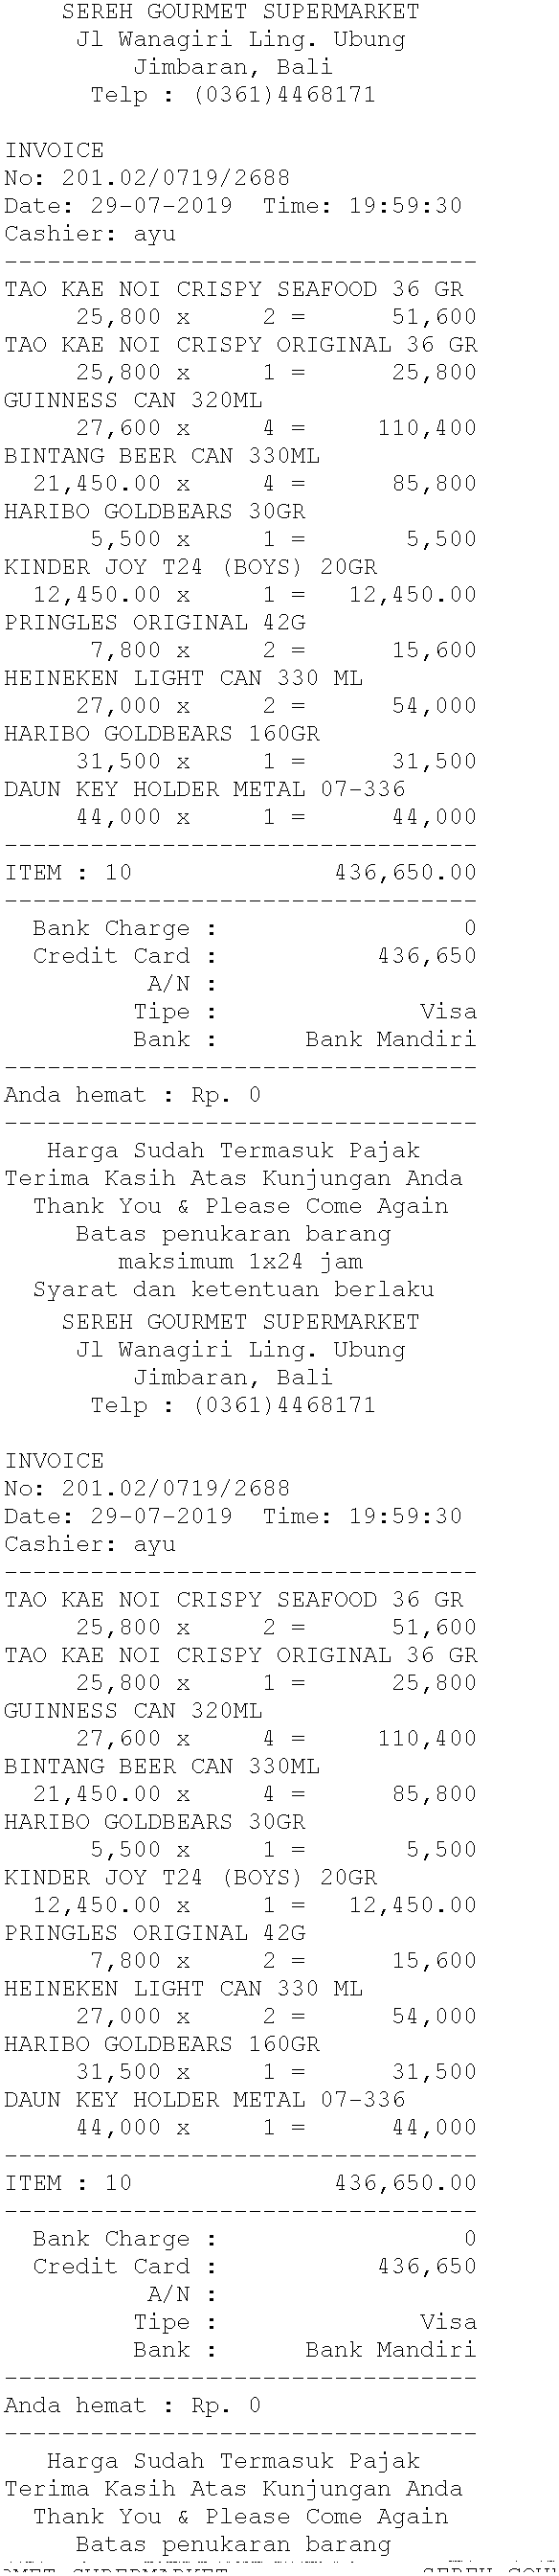 SEREH GOURMET SUPERMARKET
Jl Wanagiri Ling. Ubung
Jimbaran, Bali
Telp : (0361)4468171
INVOICE
No: 201.02/0719/2688
Date: 29-07-2019 Time: 19:59:30
Cashier: ayu
---------------------------------
TAO KAE NOI CRISPY SEAFOOD 36 GR
25,800 x 2 = 51,600
TAO KAE NOI CRISPY ORIGINAL 36 GR
25,800 x 1 = 25,800
GUINNESS CAN 320ML
27,600 x 4 = 110,400
BINTANG BEER CAN 330ML
21,450.00 x 4 = 85,800
HARIBO GOLDBEARS 30GR
5,500 x 1 = 5,500
KINDER JOY T24 (BOYS) 20GR
12,450.00 x 1 = 12,450.00
PRINGLES ORIGINAL 42G
7,800 x 2 = 15,600
HEINEKEN LIGHT CAN 330 ML
27,000 x 2 = 54,000
HARIBO GOLDBEARS 160GR
31,500 x 1 = 31,500
DAUN KEY HOLDER METAL 07-336
44,000 x 1 = 44,000
---------------------------------
ITEM : 10 436,650.00
---------------------------------
Bank Charge : 0
Credit Card : 436,650
A/N :
Tipe : Visa
Bank : Bank Mandiri
---------------------------------
Anda hemat : Rp. 0
---------------------------------
Harga Sudah Termasuk Pajak
Terima Kasih Atas Kunjungan Anda
Thank You & Please Come Again
Batas penukaran barang
maksimum 1x24 jam
Syarat dan ketentuan berlaku
SEREH GOURMET SUPERMARKET
Jl Wanagiri Ling. Ubung
Jimbaran, Bali
Telp : (0361)4468171
INVOICE
No: 201.02/0719/2688
Date: 29-07-2019 Time: 19:59:30
Cashier: ayu
---------------------------------
TAO KAE NOI CRISPY SEAFOOD 36 GR
25,800 x 2 = 51,600
TAO KAE NOI CRISPY ORIGINAL 36 GR
25,800 x 1 = 25,800
GUINNESS CAN 320ML
27,600 x 4 = 110,400
BINTANG BEER CAN 330ML
21,450.00 x 4 = 85,800
HARIBO GOLDBEARS 30GR
5,500 x 1 = 5,500
KINDER JOY T24 (BOYS) 20GR
12,450.00 x 1 = 12,450.00
PRINGLES ORIGINAL 42G
7,800 x 2 = 15,600
HEINEKEN LIGHT CAN 330 ML
27,000 x 2 = 54,000
HARIBO GOLDBEARS 160GR
31,500 x 1 = 31,500
DAUN KEY HOLDER METAL 07-336
44,000 x 1 = 44,000
---------------------------------
ITEM : 10 436,650.00
---------------------------------
Bank Charge : 0
Credit Card : 436,650
A/N :
Tipe : Visa
Bank : Bank Mandiri
---------------------------------
Anda hemat : Rp. 0
---------------------------------
Harga Sudah Termasuk Pajak
Terima Kasih Atas Kunjungan Anda
Thank You & Please Come Again
Batas penukaran barang